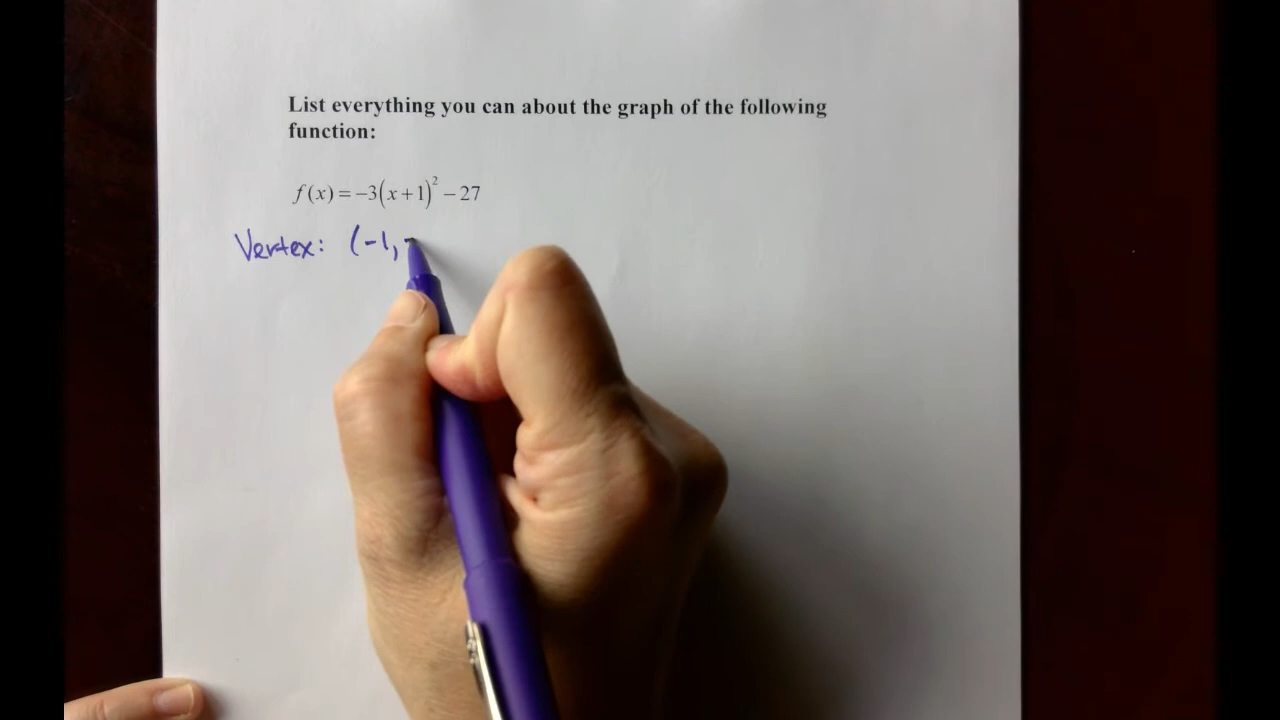 List everything you can about the graph of the following
function:
f(x) = −3(x+1)² − 27
Vertex: (-1, -